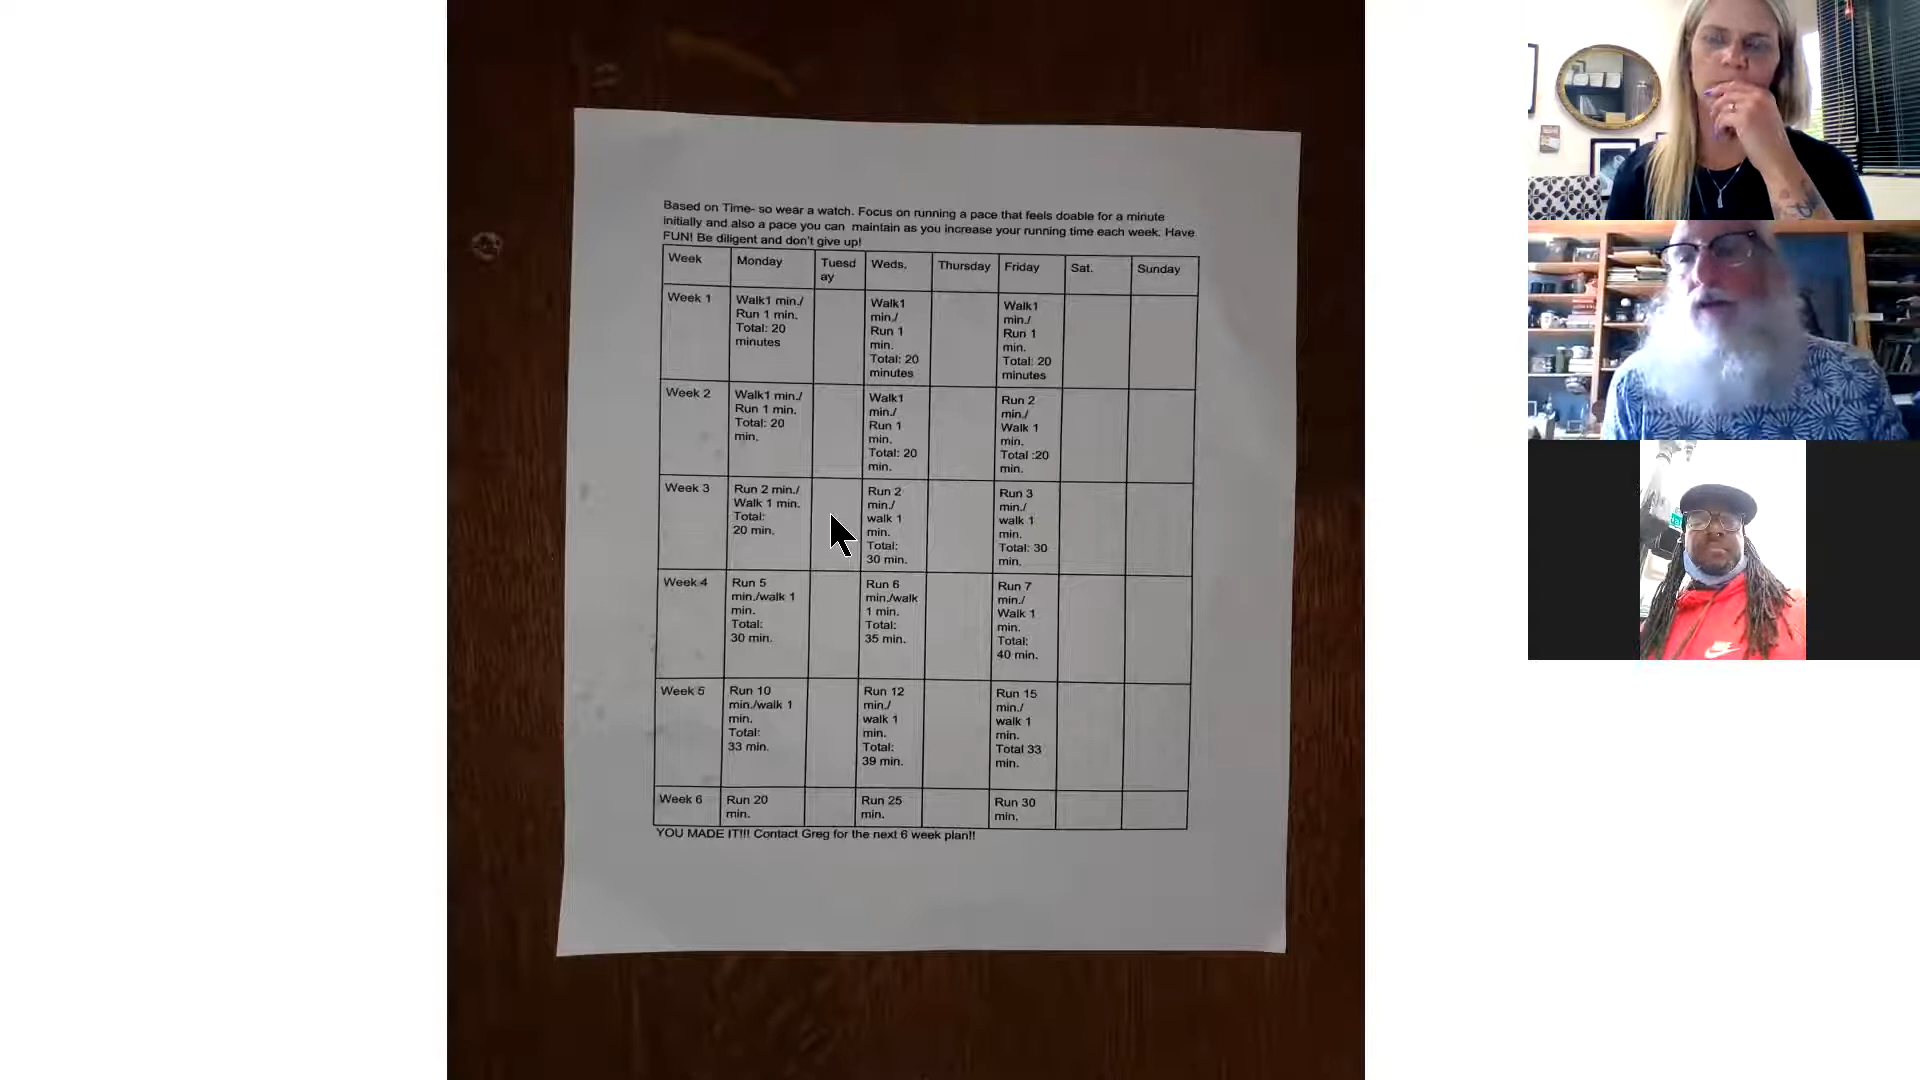 Based on Time- so wear a watch. Focus on running a pace that feels doable for a minute
initially and also a pace you can maintain as you increase your running time each week. Have
FUN! Be diligent and don't give up!
Week Monday Tuesd Weds. Thursday Friday Sat. Sunday
ay
Week 1
Walk1 min./
Run 1 min.
Total: 20
minutes
Walk1
min./
Run 1
min.
Total: 20
minutes
Walk1
min./
Run 1
min.
Total: 20
minutes
Week 2
Walk1 min./
Run 1 min.
Total: 20
min.
Walk1
min./
Run 1
min.
Total: 20
min.
Run 2
min./
Walk 1
min.
Total :20
min.
Week 3
Run 2 min./
Walk 1 min.
Total:
20 min.
Run 2
min./
walk 1
min.
Total:
30 min.
Run 3
min./
walk 1
min.
Total: 30
min.
Week 4
Run 5
min./walk 1
min.
Total:
30 min.
Run 6
min./walk
1 min.
Total:
35 min.
Run 7
min./
Walk 1
min.
Total:
40 min.
Week 5
Run 10
min./walk 1
min.
Total:
33 min.
Run 12
min./
walk 1
min.
Total:
39 min.
Run 15
min./
walk 1
min.
Total 33
min.
Week 6
Run 20
min.
Run 25
min.
Run 30
min.
YOU MADE IT!!! Contact Greg for the next 6 week plan!!